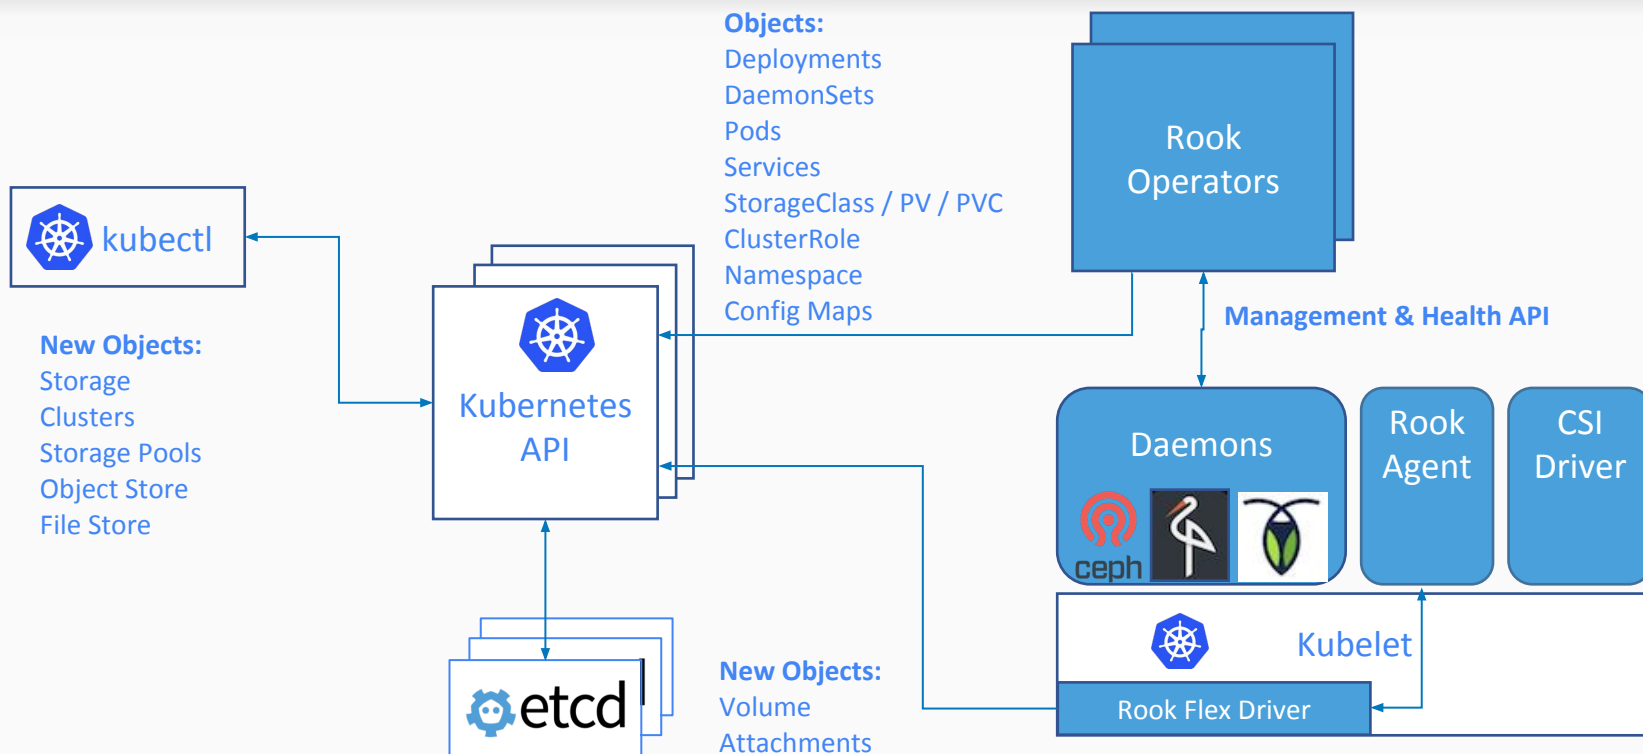 Objects:
Deployments
DaemonSets
Pods
Services
StorageClass / PV / PVC
ClusterRole
Namespace
Config Maps
Rook
Operators
kubectl
Management & Health API
New Objects:
Storage
Clusters
Storage Pools
Object Store
File Store
Kubernetes
API
Daemons
ceph
Rook
Agent
CSI
Driver
Kubelet
Rook Flex Driver
etcd
New Objects:
Volume
Attachments